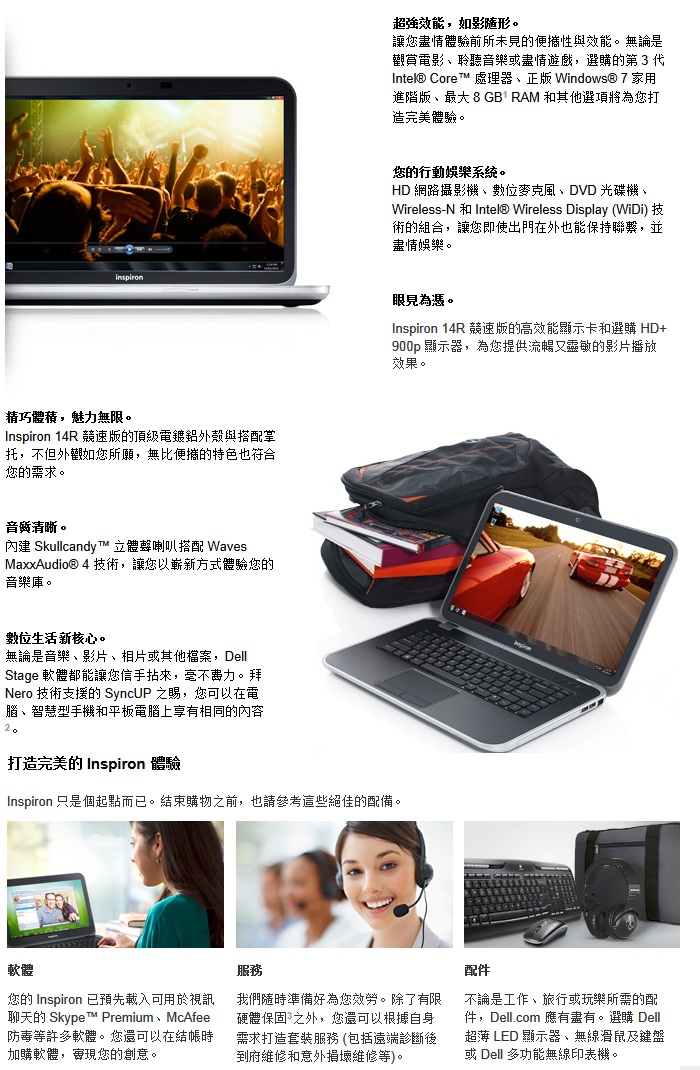 超強效能，如影隨形。
讓您盡情體驗前所未見的便攜性與效能。無論是
觀賞電影、聆聽音樂或盡情遊戲，選購的第 3 代
Intel® Core™ 處理器、正版 Windows® 7 家用
進階版、最大 8 GB¹ RAM 和其他選項將為您打
造完美體驗。
您的行動娛樂系統。
HD 網路攝影機、數位麥克風、DVD 光碟機、
Wireless-N 和 Intel® Wireless Display (WiDi) 技
術的組合，讓您即使出門在外也能保持聯繫，並
盡情娛樂。
眼見為憑。
Inspiron 14R 競速版的高效能顯示卡和選購 HD+
900p 顯示器，為您提供流暢又靈敏的影片播放
效果。
inspiron
精巧體積，魅力無限。
Inspiron 14R 競速版的頂級電鍍鋁外殼與搭配掌
托，不但外觀如您所願，無比便攜的特色也符合
您的需求。
音質清晰。
內建 Skullcandy™ 立體聲喇叭搭配 Waves
MaxxAudio® 4 技術，讓您以嶄新方式體驗您的
音樂庫。
數位生活新核心。
無論是音樂、影片、相片或其他檔案，Dell
Stage 軟體都能讓您信手拈來，毫不費力。拜
Nero 技術支援的 SyncUP 之賜，您可以在電
腦、智慧型手機和平板電腦上享有相同的內容
²。
inspiron
打造完美的 Inspiron 體驗
Inspiron 只是個起點而已。結束購物之前，也請參考這些絕佳的配備。
軟體
您的 Inspiron 已預先載入可用於視訊
聊天的 Skype™ Premium、McAfee
防毒等許多軟體。您還可以在結帳時
加購軟體，實現您的創意。
服務
我們隨時準備好為您效勞。除了有限
硬體保固³之外，您還可以根據自身
需求打造套裝服務 (包括遠端診斷後
到府維修和意外損壞維修等)。
配件
不論是工作、旅行或玩樂所需的配
件，Dell.com 應有盡有。選購 Dell
超薄 LED 顯示器、無線滑鼠及鍵盤
或 Dell 多功能無線印表機。